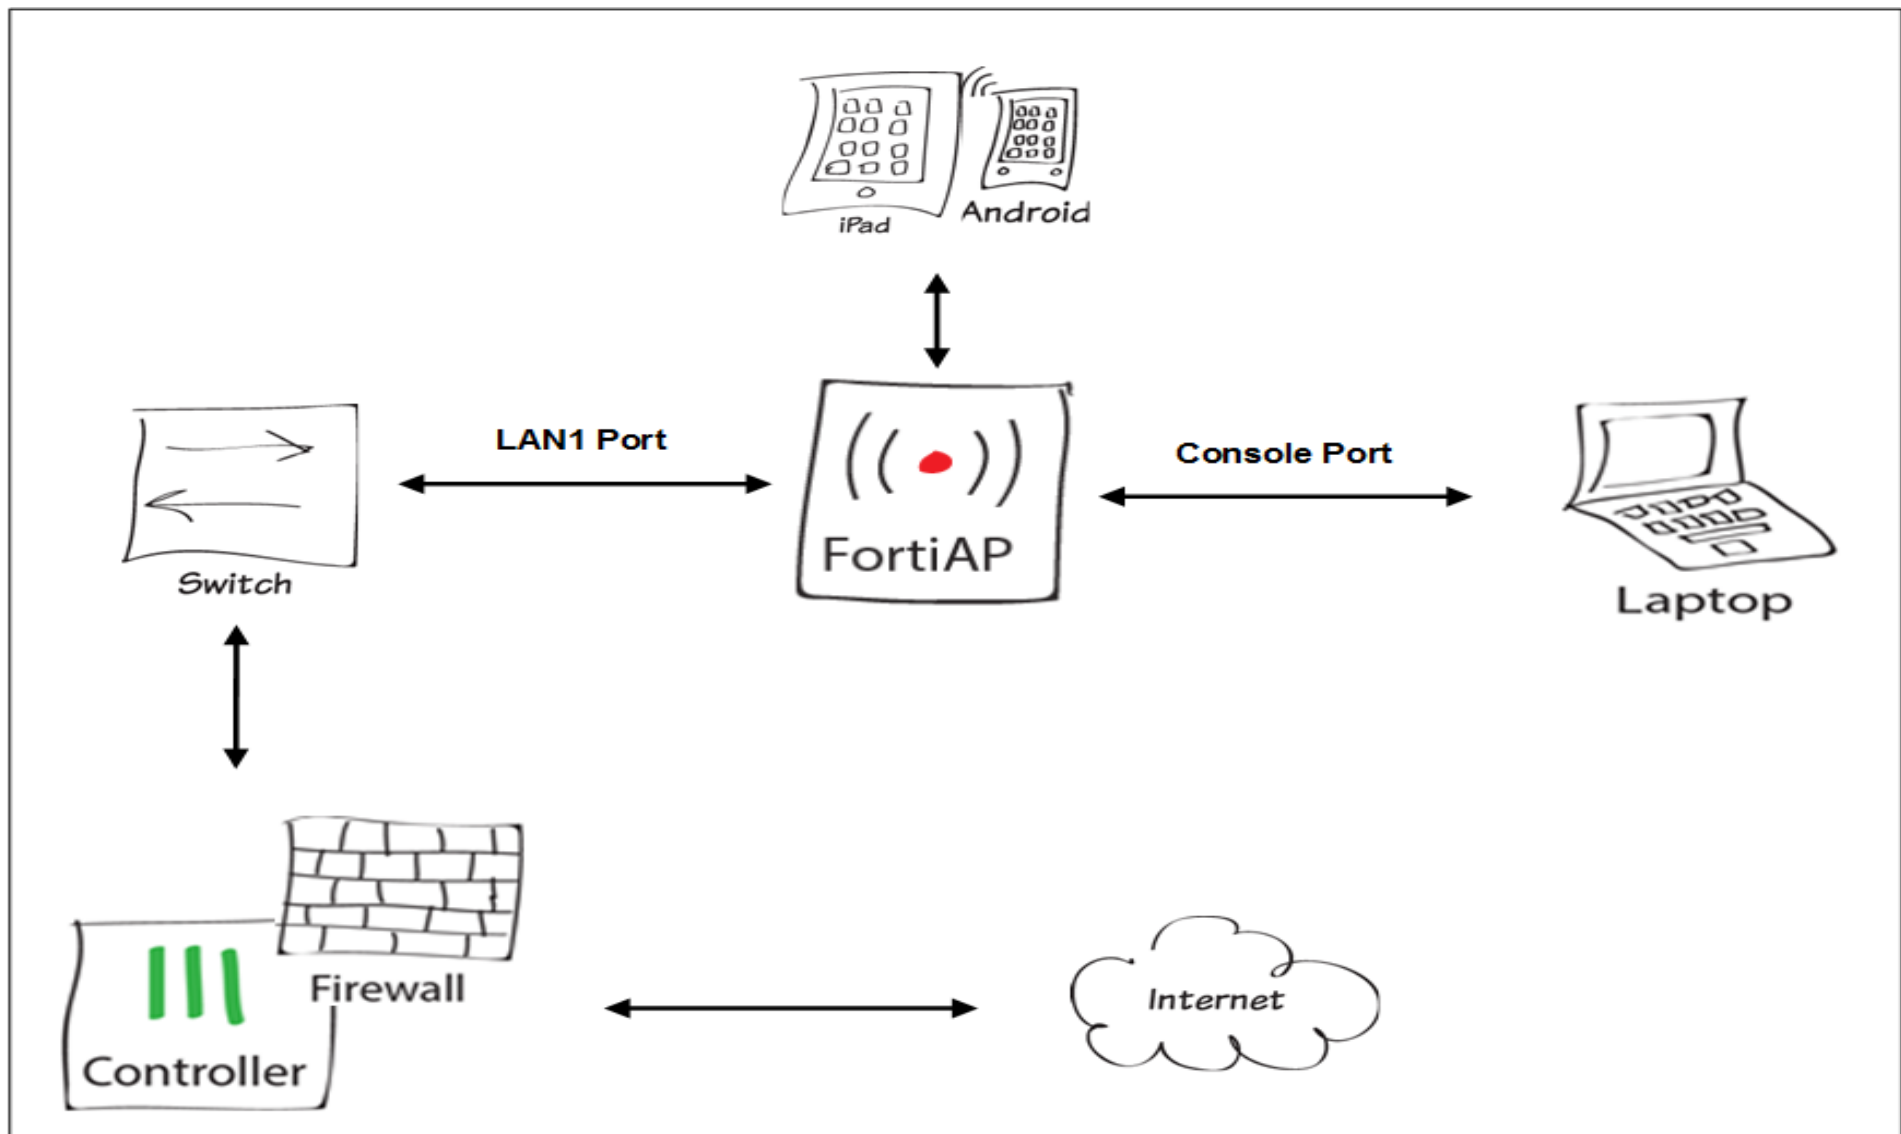 iPad
Android
LAN1 Port
Console Port
FortiAP
Switch
Laptop
Firewall
Internet
Controller